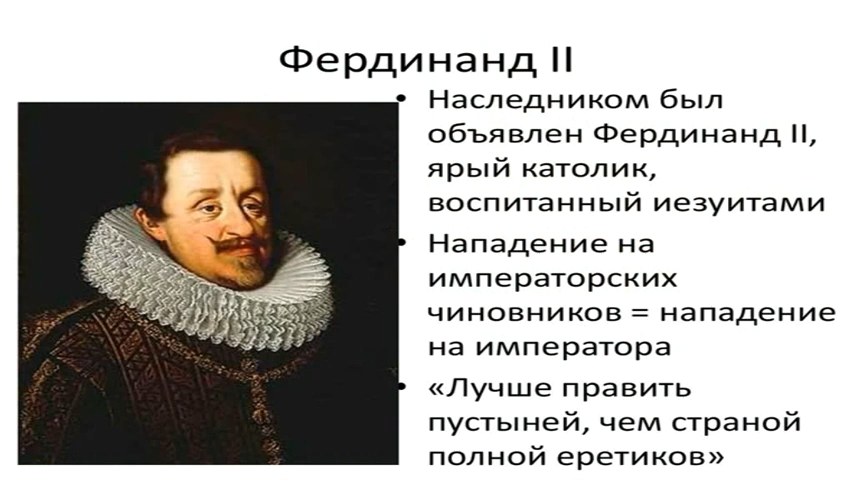 Фердинанд II
• Наследником был
объявлен Фердинанд II,
ярый католик,
воспитанный иезуитами
• Нападение на
императорских
чиновников = нападение
на императора
• «Лучше править
пустыней, чем страной
полной еретиков»